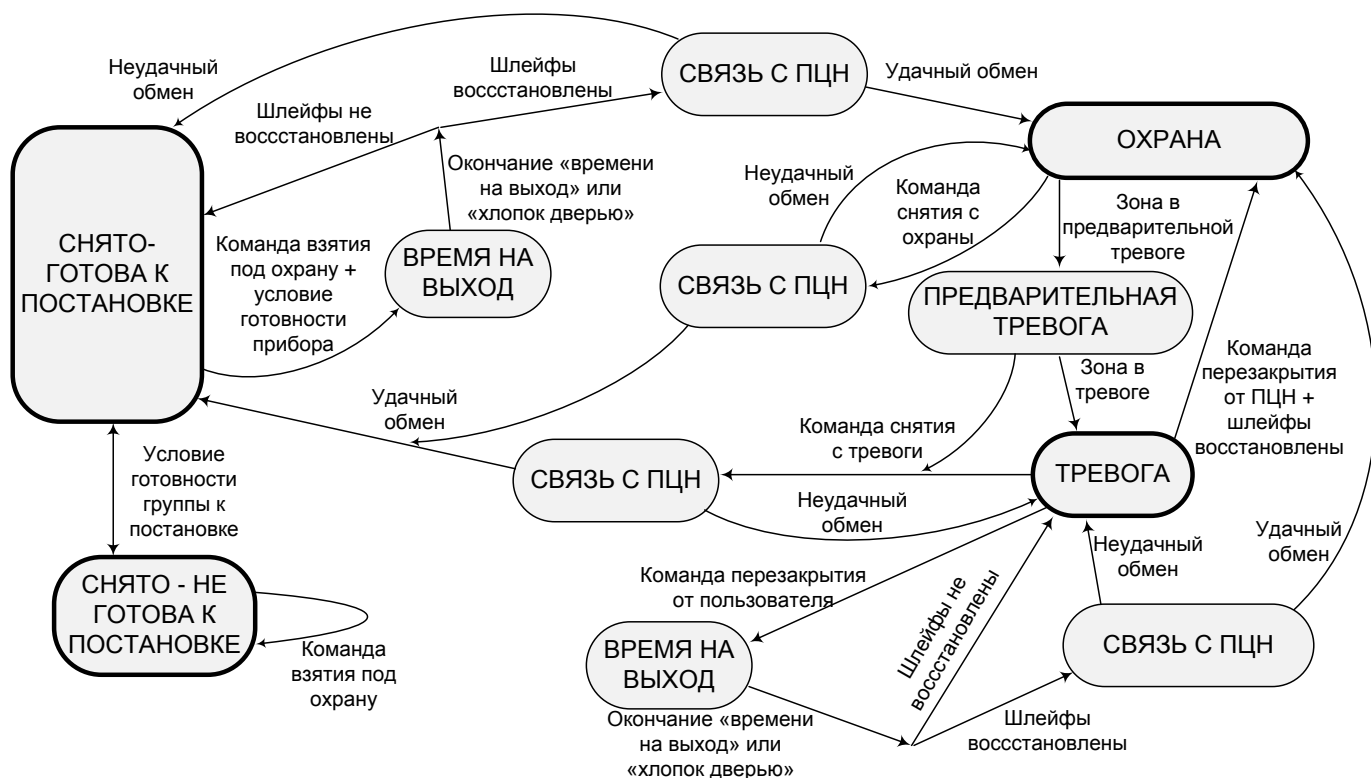 Неудачный
обмен
Шлейфы
воссстановлены
СВЯЗЬ С ПЦН
Удачный обмен
Шлейфы не
воссстановлены
ОХРАНА
Окончание «времени
на выход» или
«хлопок дверью»
Неудачный
обмен
Команда
снятия с
охраны
Зона в
предварительной
тревоге
СНЯТО-
ГОТОВА К
ПОСТАНОВКЕ
Команда взятия
под охрану +
условие
готовности
прибора
ВРЕМЯ НА
ВЫХОД
СВЯЗЬ С ПЦН
ПРЕДВАРИТЕЛЬНАЯ
ТРЕВОГА
Команда
перезакрытия
от ПЦН +
шлейфы
восстановлены
Зона в
тревоге
Удачный
обмен
Команда снятия
с тревоги
Условие
готовности
группы к
постановке
СВЯЗЬ С ПЦН
ТРЕВОГА
Неудачный
обмен
Неудачный
обмен
Удачный
обмен
СНЯТО - НЕ
ГОТОВА К
ПОСТАНОВКЕ
Команда
взятия под
охрану
Команда перезакрытия
от пользователя
Шлейфы не
воссстановлены
СВЯЗЬ С ПЦН
ВРЕМЯ НА
ВЫХОД
Окончание «времени
на выход» или
«хлопок дверью»
Шлейфы
воссстановлены